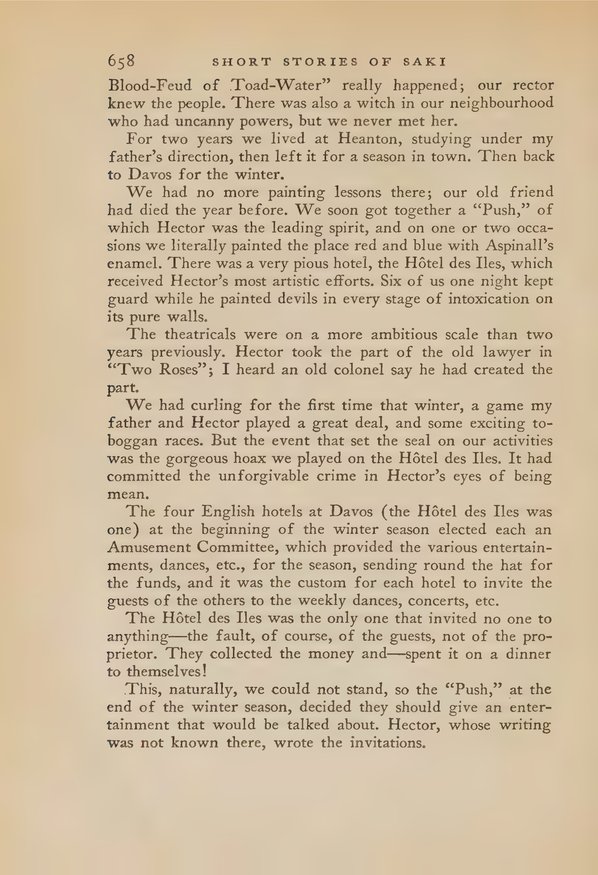 658 SHORT STORIES OF SAKI
Blood-Feud of Toad-Water” really happened; our rector
knew the people. There was also a witch in our neighbourhood
who had uncanny powers, but we never met her.
For two years we lived at Heanton, studying under my
father’s direction, then left it for a season in town. Then back
to Davos for the winter.
We had no more painting lessons there; our old friend
had died the year before. We soon got together a “Push,” of
which Hector was the leading spirit, and on one or two occa-
sions we literally painted the place red and blue with Aspinall’s
enamel. There was a very pious hotel, the Hôtel des Iles, which
received Hector’s most artistic efforts. Six of us one night kept
guard while he painted devils in every stage of intoxication on
its pure walls.
The theatricals were on a more ambitious scale than two
years previously. Hector took the part of the old lawyer in
“Two Roses”; I heard an old colonel say he had created the
part.
We had curling for the first time that winter, a game my
father and Hector played a great deal, and some exciting to-
boggan races. But the event that set the seal on our activities
was the gorgeous hoax we played on the Hôtel des Iles. It had
committed the unforgivable crime in Hector’s eyes of being
mean.
The four English hotels at Davos (the Hôtel des Iles was
one) at the beginning of the winter season elected each an
Amusement Committee, which provided the various entertain-
ments, dances, etc., for the season, sending round the hat for
the funds, and it was the custom for each hotel to invite the
guests of the others to the weekly dances, concerts, etc.
The Hôtel des Iles was the only one that invited no one to
anything—the fault, of course, of the guests, not of the pro-
prietor. They collected the money and—spent it on a dinner
to themselves!
This, naturally, we could not stand, so the “Push,” at the
end of the winter season, decided they should give an enter-
tainment that would be talked about. Hector, whose writing
was not known there, wrote the invitations.